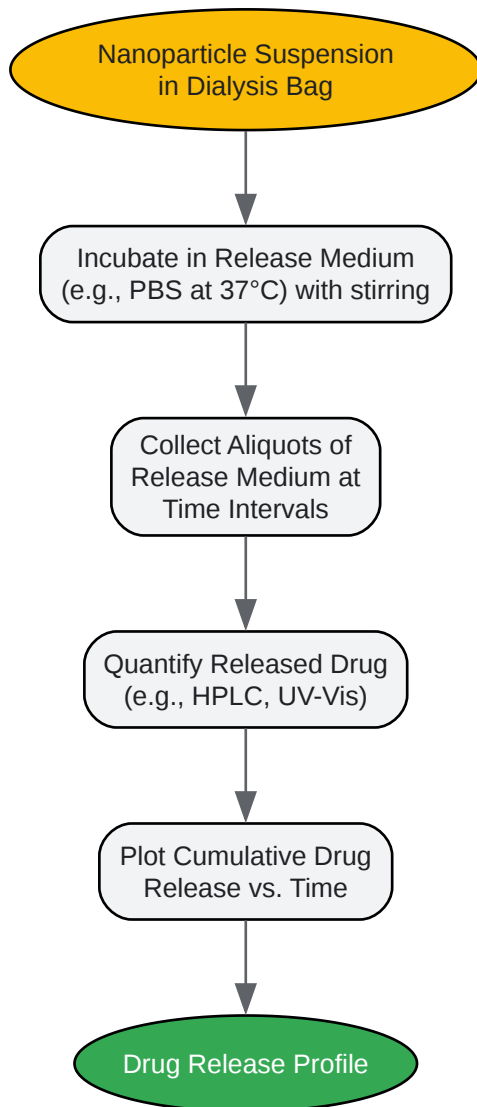 Nanoparticle Suspension
in Dialysis Bag
Incubate in Release Medium
(e.g., PBS at 37°C) with stirring
Collect Aliquots of
Release Medium at
Time Intervals
Quantify Released Drug
(e.g., HPLC, UV-Vis)
Plot Cumulative Drug
Release vs. Time
Drug Release Profile